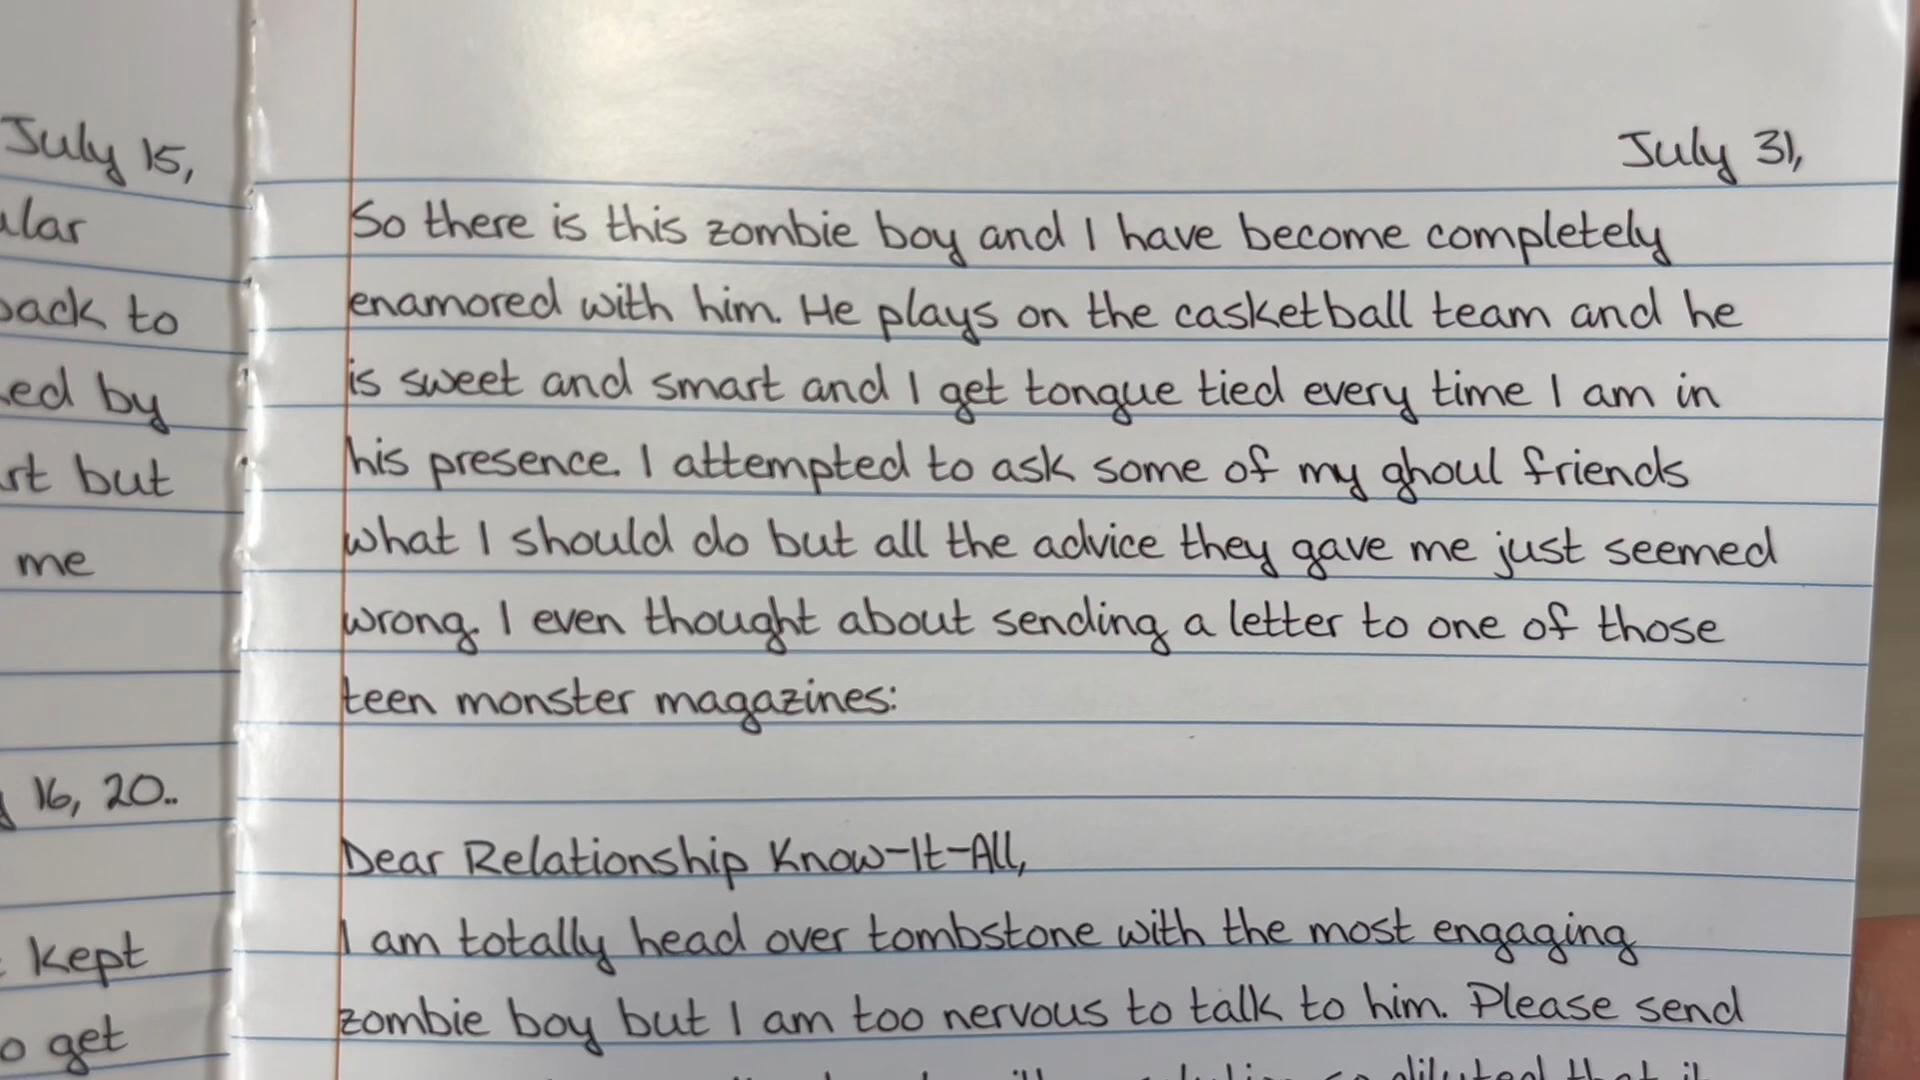 July 15,
back to
by
but
me
16, 20..
kept
get
July 31,
So there is this zombie boy and I have become completely
enamored with him. He plays on the casketball team and he
is sweet and smart and I get tongue tied every time I am in
his presence. I attempted to ask some of my ghoul friends
what I should do but all the advice they gave me just seemed
wrong. I even thought about sending a letter to one of those
teen monster magazines:
Dear Relationship Know-It-All,
I am totally head over tombstone with the most engaging
zombie boy but I am too nervous to talk to him. Please send
so diluted that it